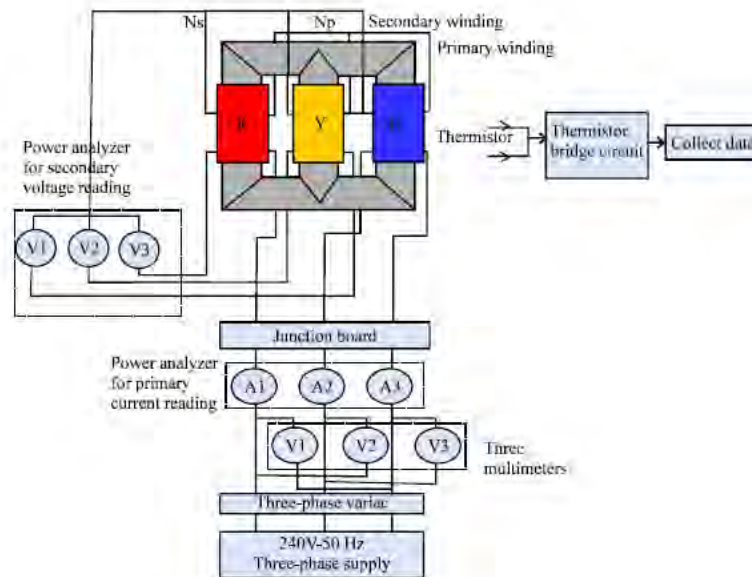 Ns
Np
Secondary winding
Primary winding
Y
Power analyzer
for secondary
voltage reading
V1
V2
V3
Thermistor
Thermistor
bridge circuit
Collect data
Junction board
Power analyzer
for primary
current reading
A1
A2
A3
V1
V2
V3
Three
multimeters
Three-phase variac
240V-50 Hz
Three-phase supply